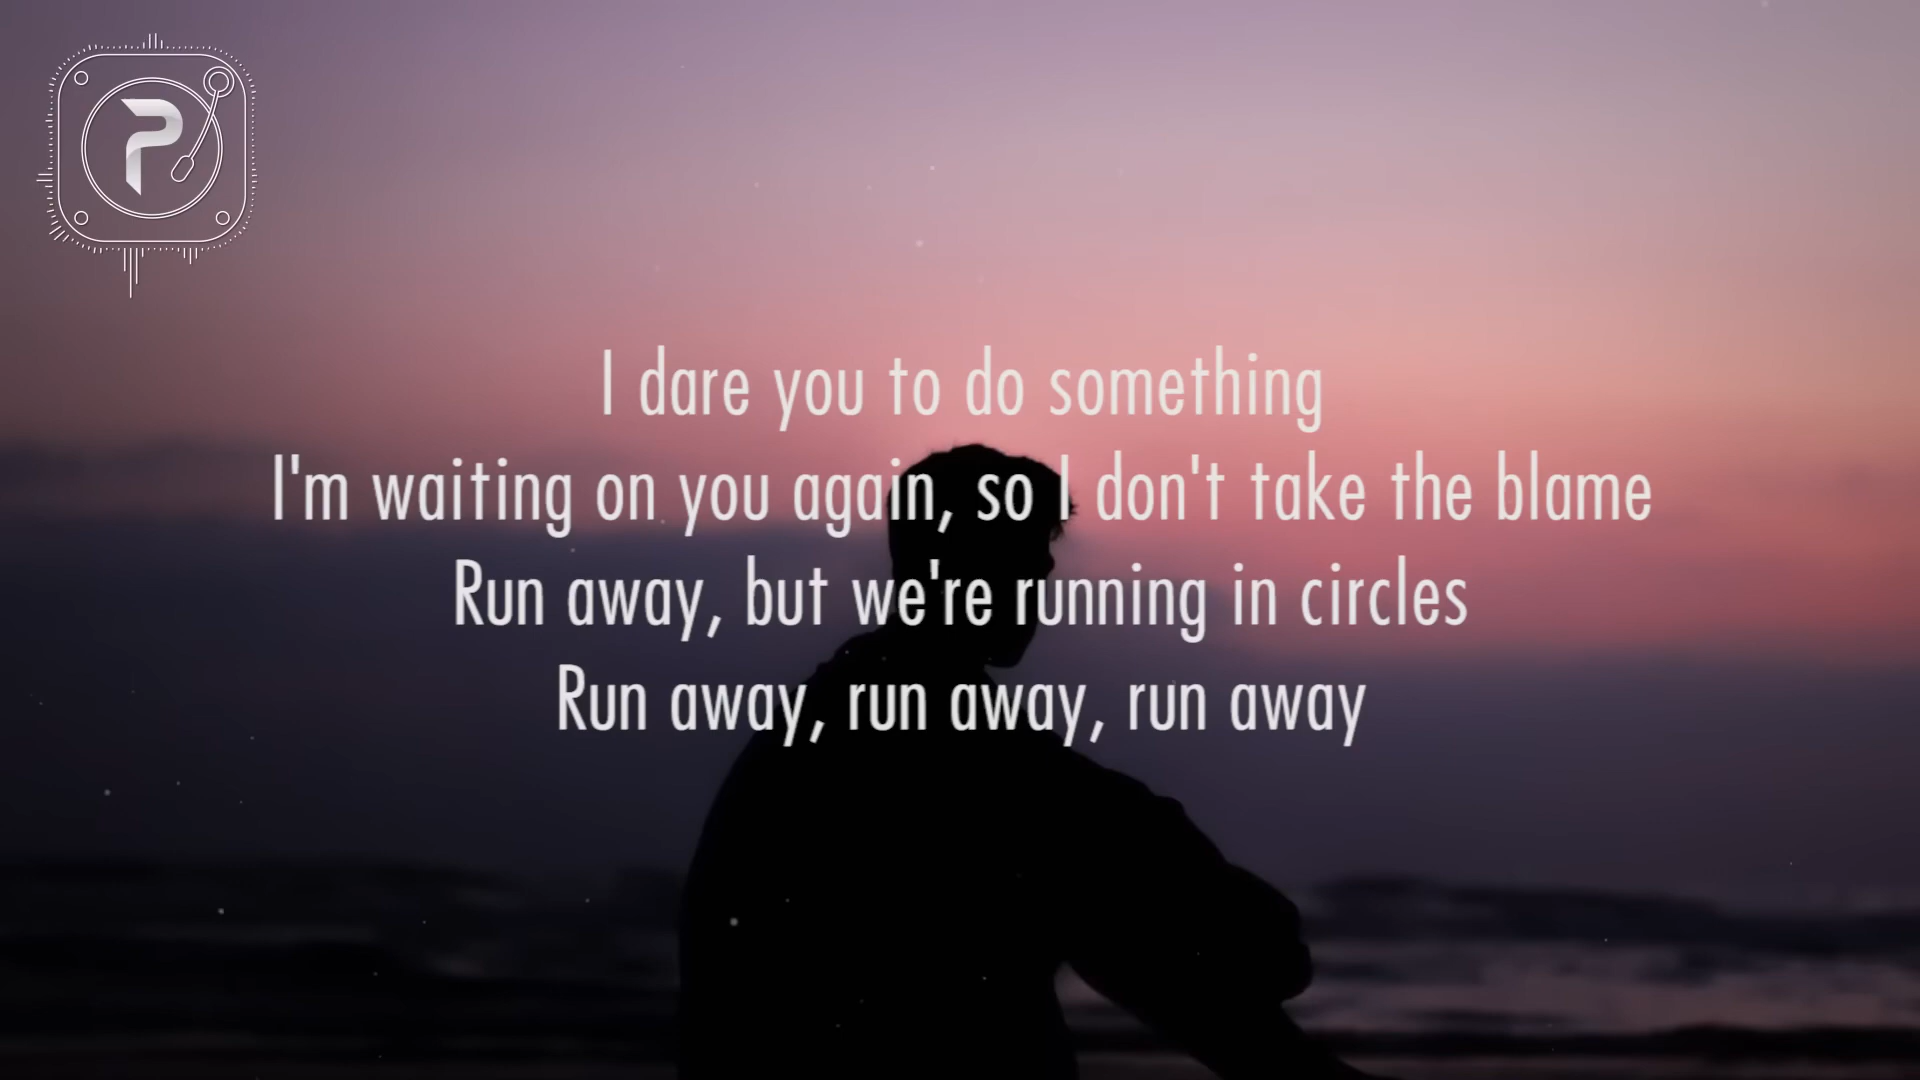 P
I dare you to do something
I'm waiting on you again, so I don't take the blame
Run away, but we're running in circles
Run away, run away, run away